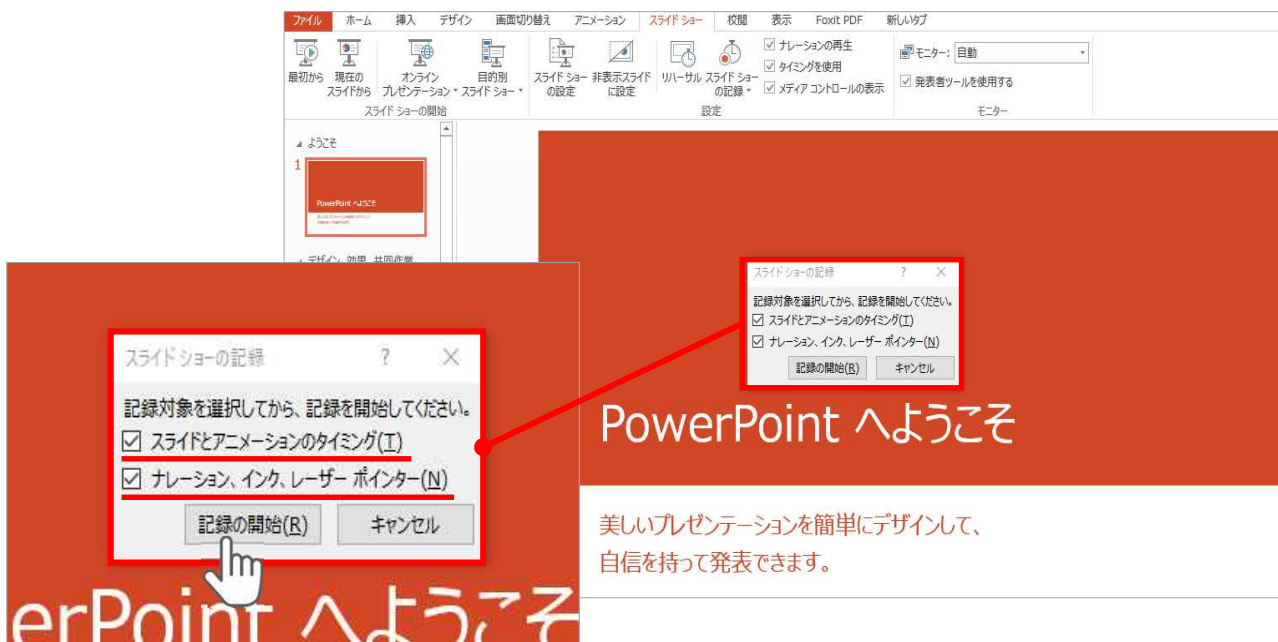 ファイル ホーム 挿入 デザイン 画面切り替え アニメーション スライド ショー 校閲 表示 Foxit PDF 新しいタブ
最初から 現在の スライドから オンライン プレゼンテーション 目的別 スライド ショー
スライド ショーの開始
スライド ショー の設定 非表示スライド に設定 リハーサル スライド ショー の記録
ナレーションの再生
タイミングを使用
メディア コントロールの表示
設定
モニター: 自動
発表者ツールを使用する
モニター
ようこそ
1
PowerPoint へようこそ
デザイン、効果、共同作業
スライド ショーの記録 ? ×
記録対象を選択してから、記録を開始してください。
スライドとアニメーションのタイミング(T)
ナレーション、インク、レーザー ポインター(N)
記録の開始(R) キャンセル
PowerPoint へようこそ
美しいプレゼンテーションを簡単にデザインして、
自信を持って発表できます。
スライド ショーの記録 ? ×
記録対象を選択してから、記録を開始してください。
スライドとアニメーションのタイミング(T)
ナレーション、インク、レーザー ポインター(N)
記録の開始(R) キャンセル
erPoint へようこそ